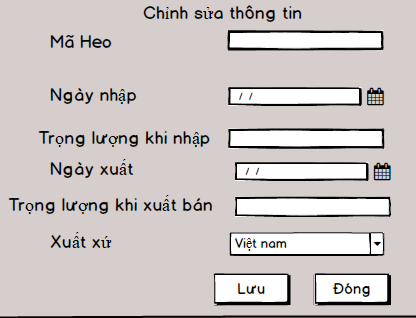 Chỉnh sửa thông tin
Mã Heo
Ngày nhập / /
Trọng lượng khi nhập
Ngày xuất / /
Trọng lượng khi xuất bán
Xuất xứ Việt nam
Lưu Đóng